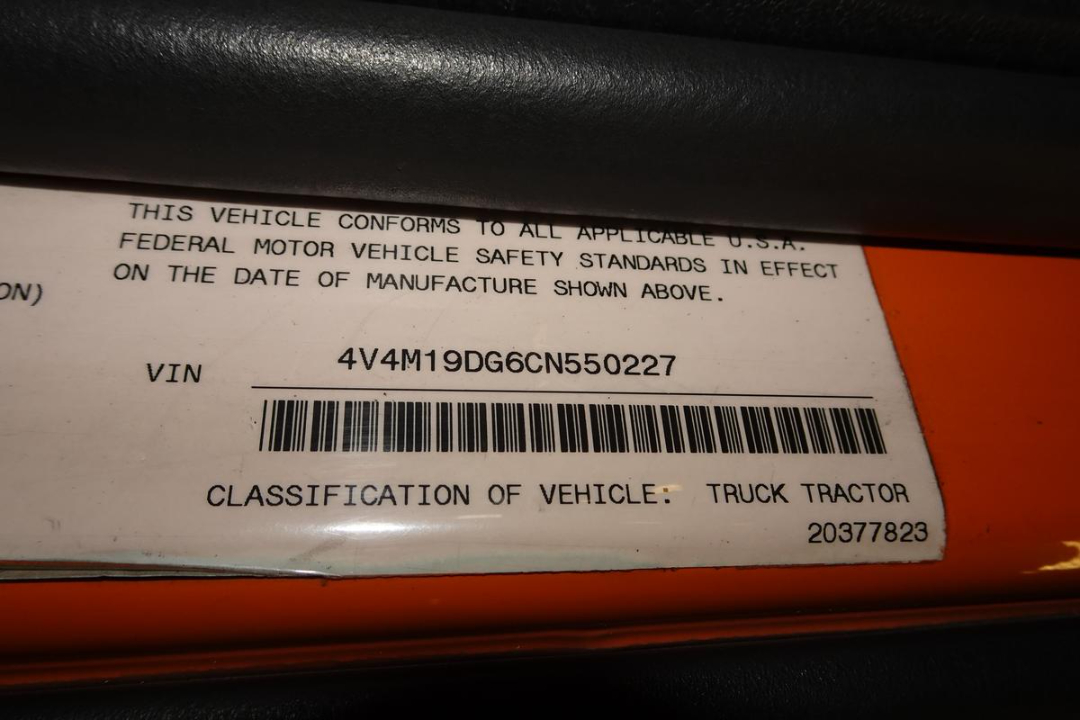 THIS VEHICLE CONFORMS TO ALL APPLICABLE U.S.A.
FEDERAL MOTOR VEHICLE SAFETY STANDARDS IN EFFECT
ON THE DATE OF MANUFACTURE SHOWN ABOVE.
ON)
VIN 4V4M19DG6CN550227
CLASSIFICATION OF VEHICLE: TRUCK TRACTOR
20377823